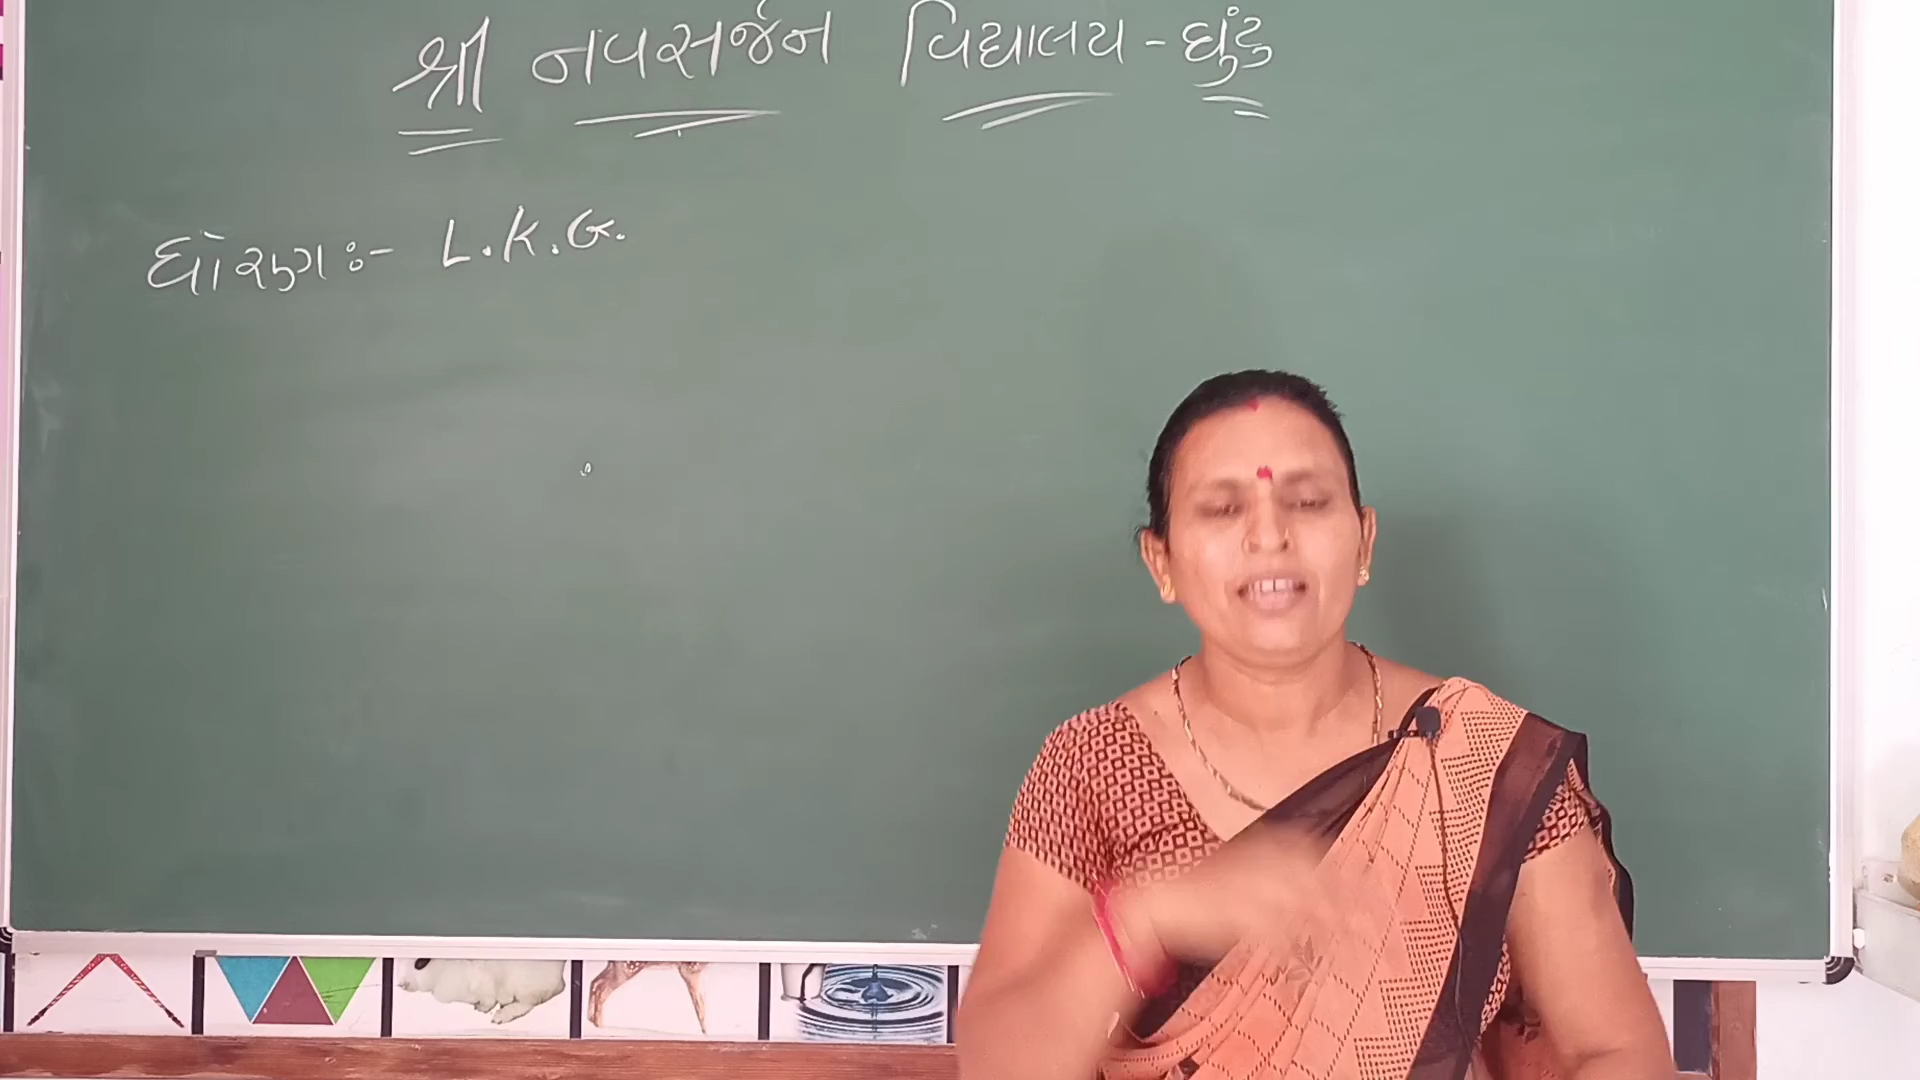 શ્રી નવસર્જન વિદ્યાલય - ઘુંટુ
ધોરણ :- L.K.G.